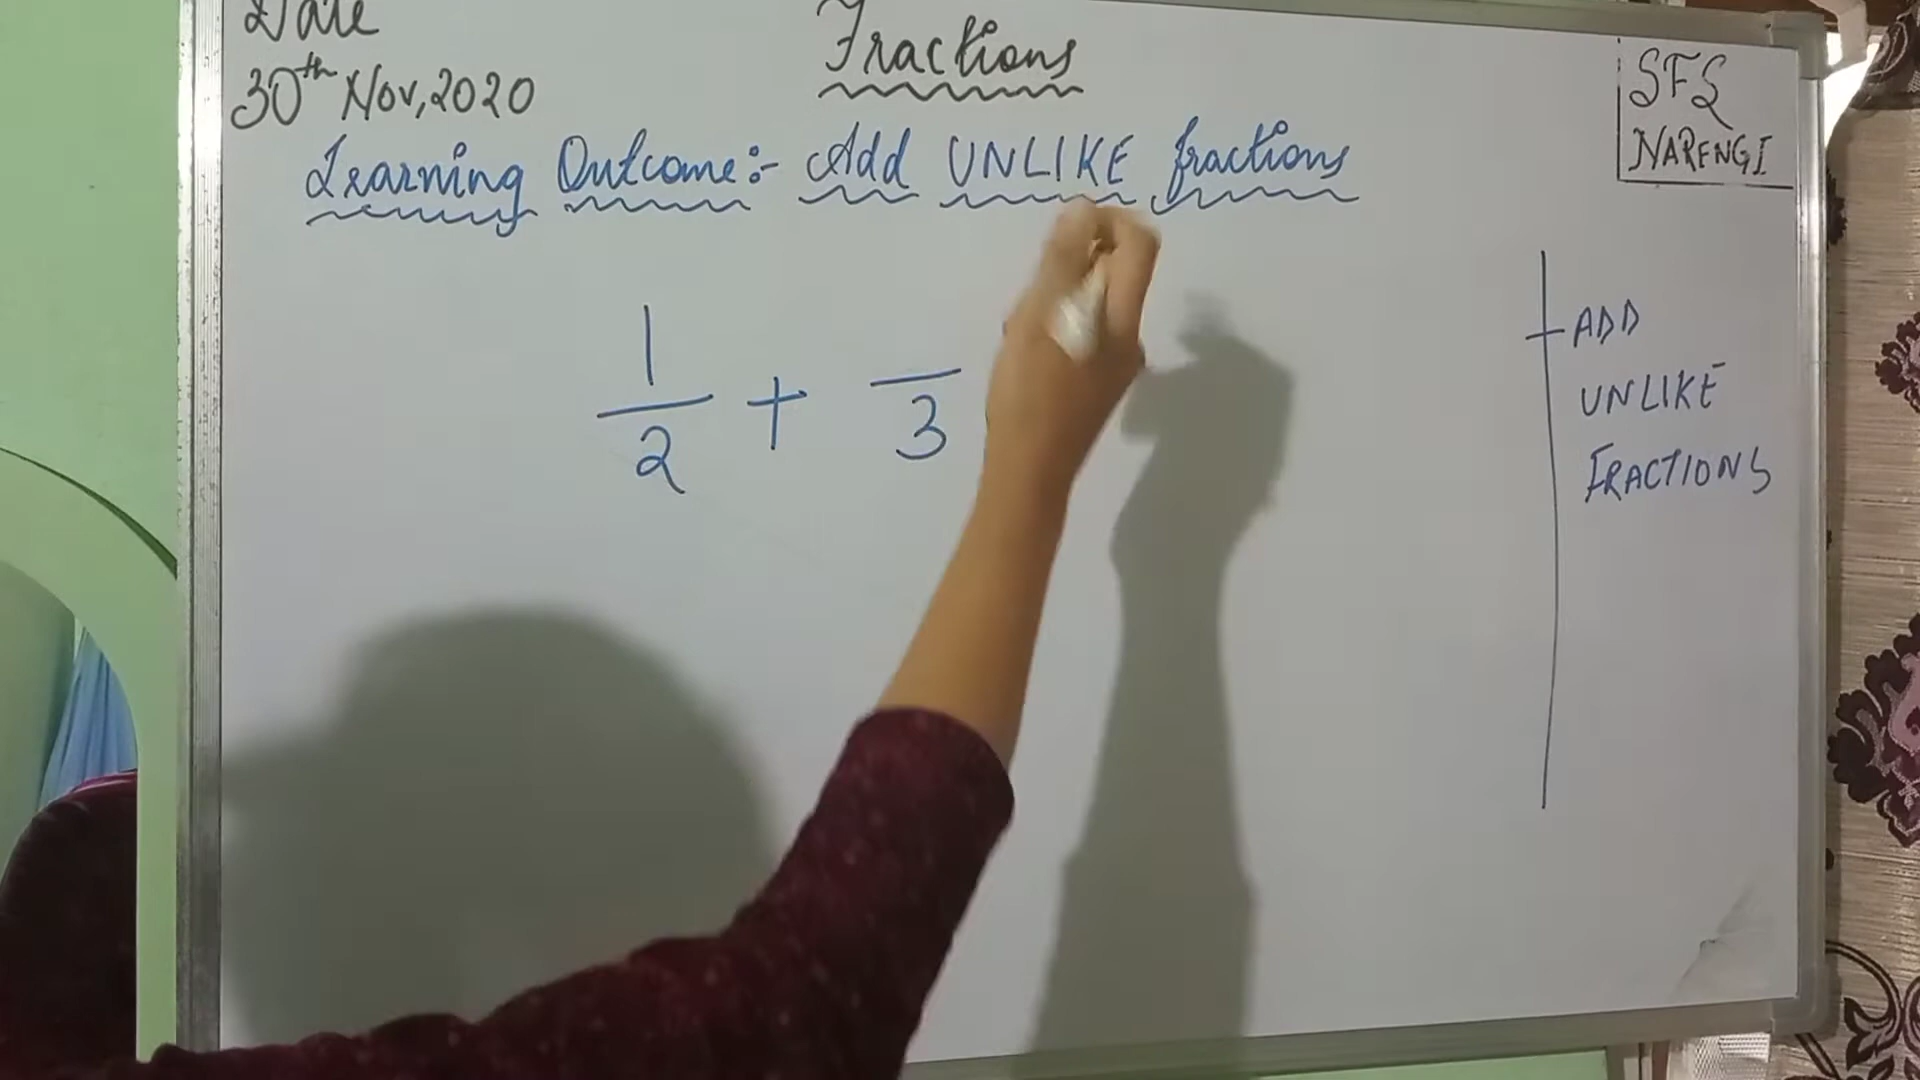 Date
30th Nov, 2020
Fractions
SFS
NARENGI
Learning Outcome:- Add UNLIKE fractions
1
2
+
3
ADD
UNLIKE
FRACTIONS